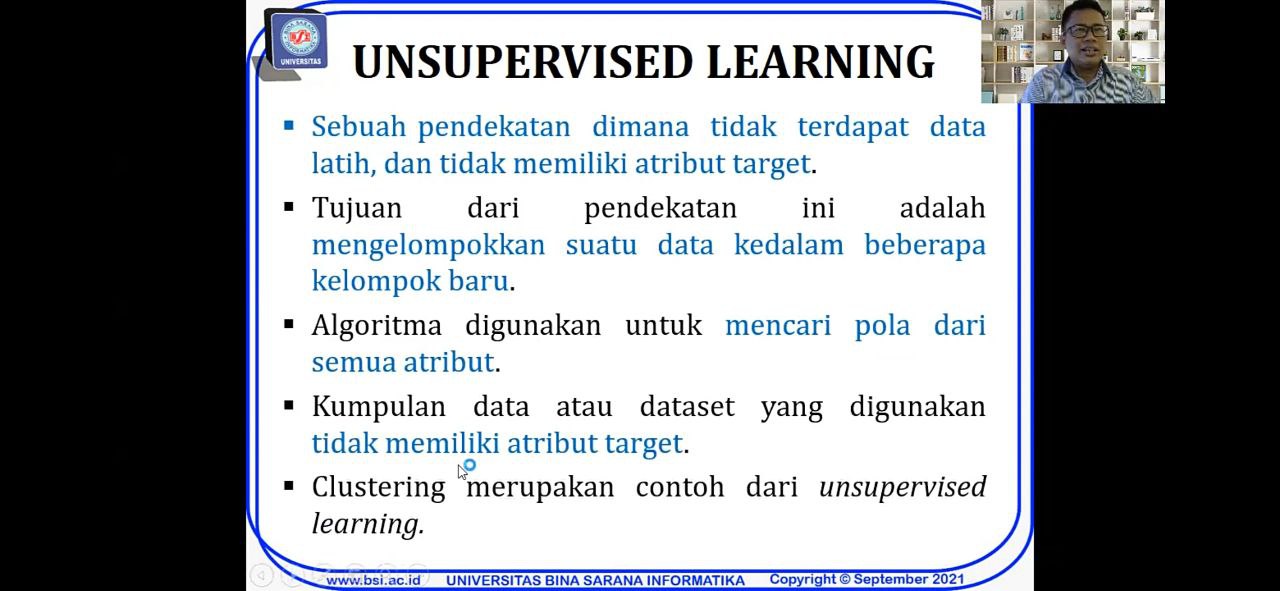 UNIVERSITAS
UNSUPERVISED LEARNING
▪ Sebuah pendekatan dimana tidak terdapat data
latih, dan tidak memiliki atribut target.
▪ Tujuan dari pendekatan ini adalah
mengelompokkan suatu data kedalam beberapa
kelompok baru.
▪ Algoritma digunakan untuk mencari pola dari
semua atribut.
▪ Kumpulan data atau dataset yang digunakan
tidak memiliki atribut target.
▪ Clustering merupakan contoh dari unsupervised
learning.
www.bsi.ac.id UNIVERSITAS BINA SARANA INFORMATIKA Copyright © September 2021